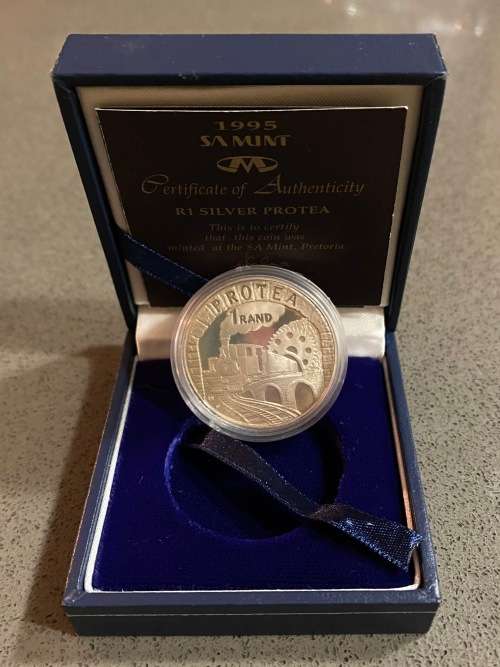 1995
SA MINT
Certificate of Authenticity
R1 SILVER PROTEA
This is to certify
that this coin was
minted at the SA Mint, Pretoria
PROTEA
1 RAND